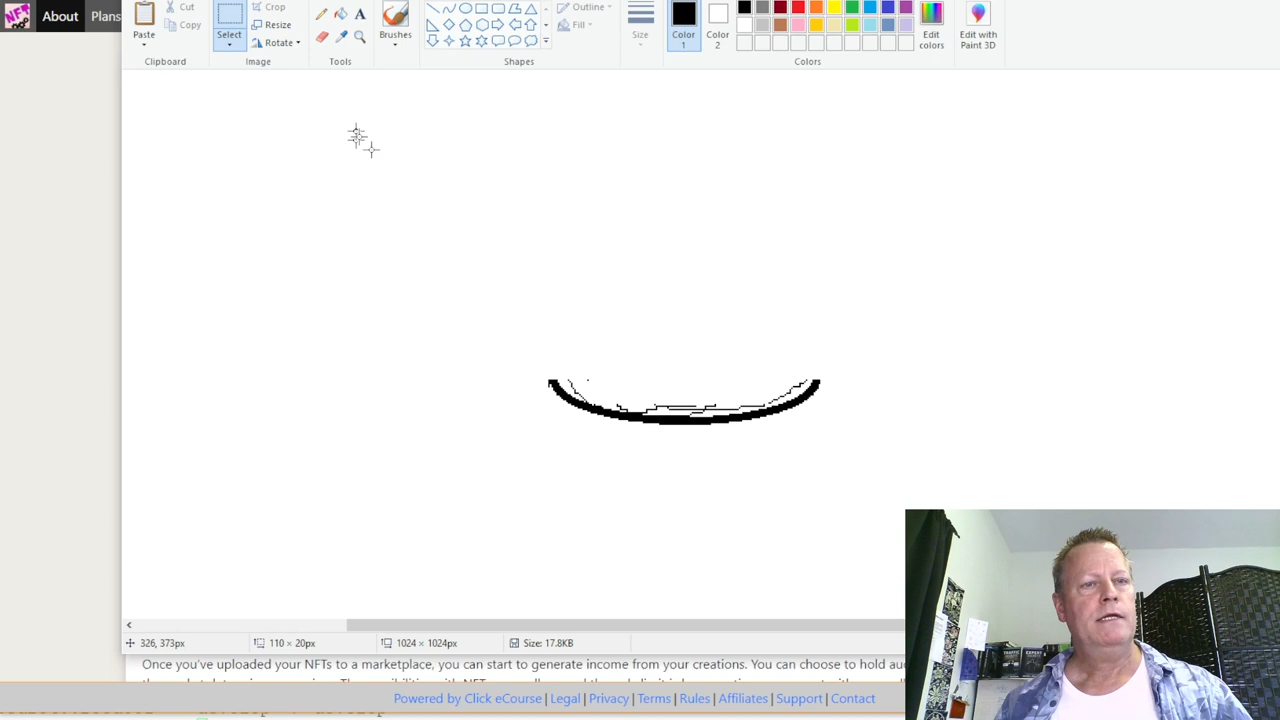 NFT
About
Plans
Paste
Cut
Copy
Clipboard
Select
Crop
Resize
Rotate
Image
A
Tools
Brushes
Outline
Fill
Shapes
Size
Color
1
Color
2
Edit
colors
Edit with
Paint 3D
Colors
326, 373px
110 × 20px
1024 × 1024px
Size: 17.8KB
Once you've uploaded your NFTs to a marketplace, you can start to generate income from your creations. You can choose to hold
Powered by Click eCourse | Legal | Privacy | Terms | Rules | Affiliates | Support | Contact
TRAFFIC
EXPERT